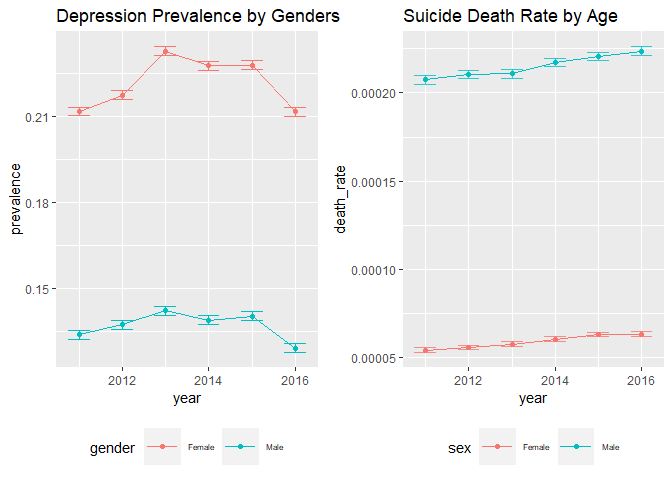 Depression Prevalence by Genders
prevalence
0.21
0.18
0.15
2012 2014 2016
year
gender Female Male
Suicide Death Rate by Age
death_rate
0.00020
0.00015
0.00010
0.00005
2012 2014 2016
year
sex Female Male